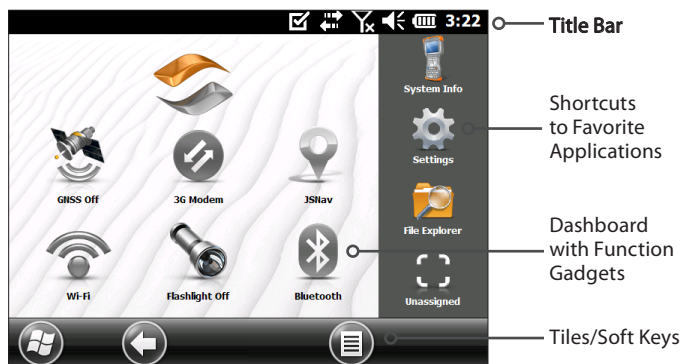 3:22
Title Bar
System Info
Shortcuts
to Favorite
Applications
Settings
GNSS Off
3G Modem
JSNav
File Explorer
Dashboard
with Function
Gadgets
Wi-Fi
Flashlight Off
Bluetooth
Unassigned
Tiles/Soft Keys